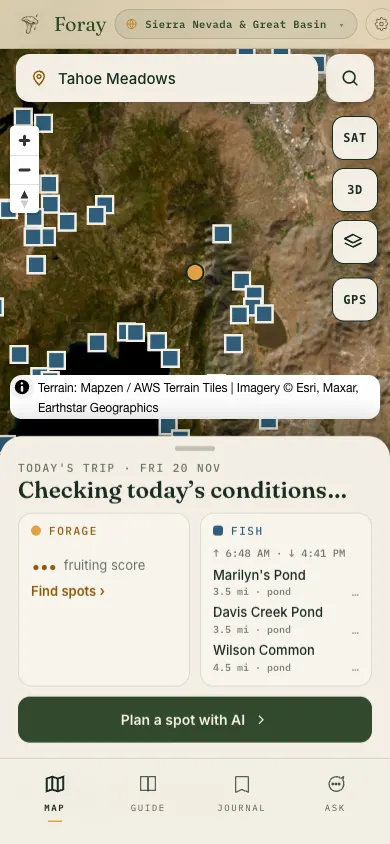 Foray
Sierra Nevada & Great Basin
Tahoe Meadows
SAT
3D
GPS
Terrain: Mapzen / AWS Terrain Tiles | Imagery © Esri, Maxar,
Earthstar Geographics
TODAY'S TRIP · FRI 20 NOV
Checking today’s conditions…
FORAGE
… fruiting score
Find spots ›
FISH
↑ 6:48 AM · ↓ 4:41 PM
Marilyn's Pond
3.5 mi · pond …
Davis Creek Pond
3.5 mi · pond …
Wilson Common
4.5 mi · pond …
Plan a spot with AI ›
MAP
GUIDE
JOURNAL
ASK